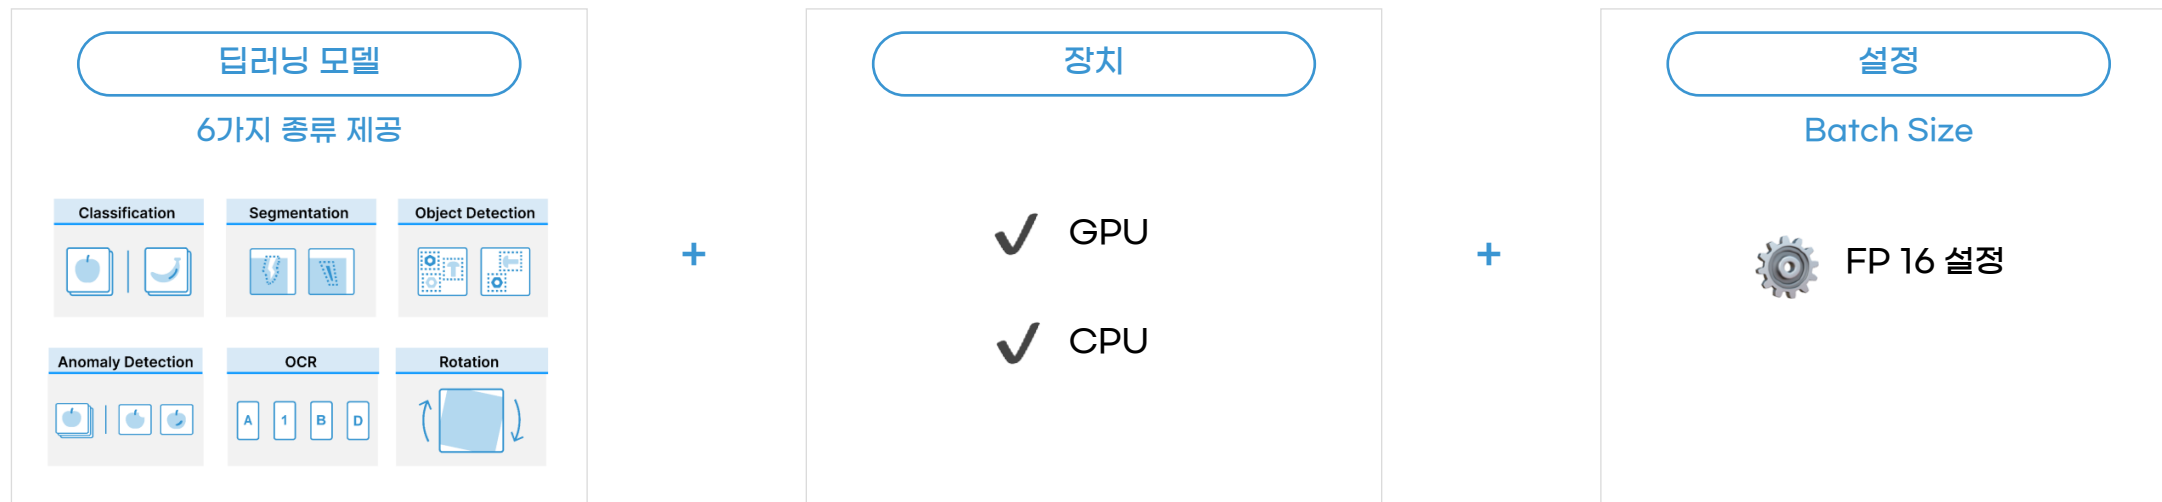 딥러닝 모델
6가지 종류 제공
Classification
Segmentation
Object Detection
Anomaly Detection
OCR
A 1 B D
Rotation
+
장치
✔ GPU
✔ CPU
+
설정
Batch Size
FP 16 설정